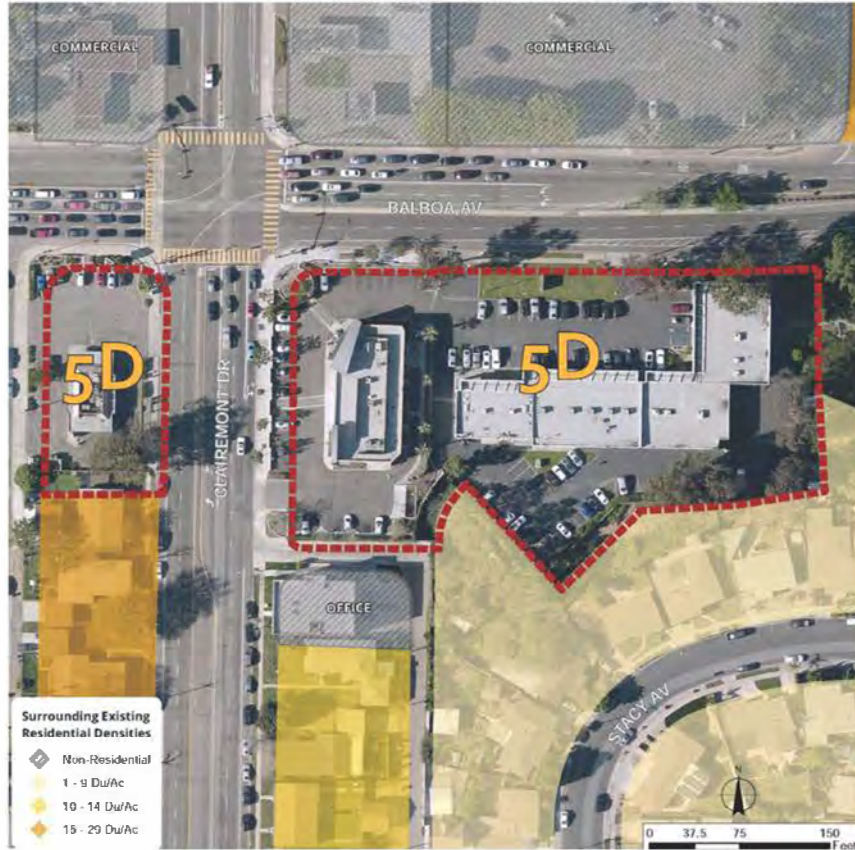 COMMERCIAL
COMMERCIAL
BALBOA AV
5D
5D
CLAIREMONT DR
OFFICE
STACY AV
Surrounding Existing
Residential Densities
Non-Residential
1 - 9 Du/Ac
10 - 14 Du/Ac
15 - 29 Du/Ac
N
0 37.5 75 150
Feet